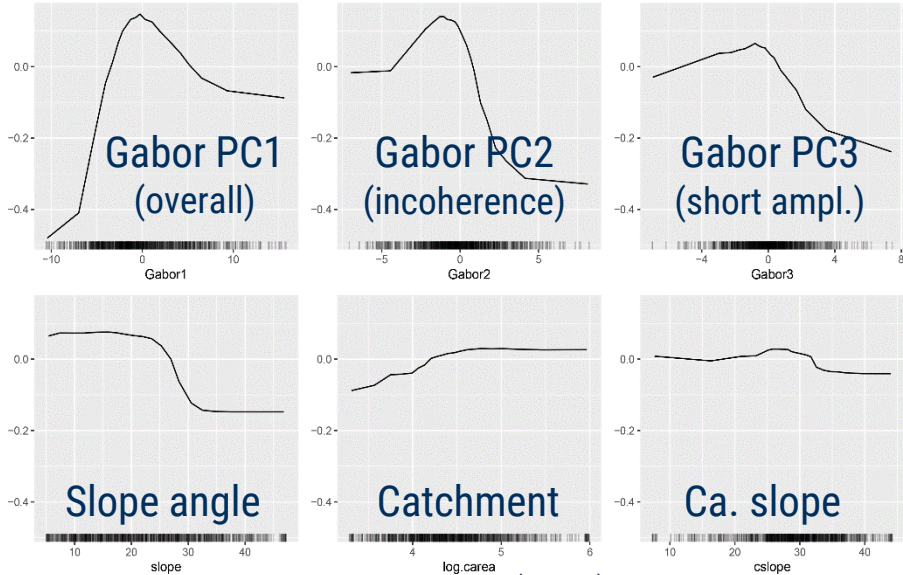 0.0
−0.2
−0.4
Gabor PC1
(overall)
−10
0
10
Gabor1
0.0
−0.2
−0.4
Gabor PC2
(incoherence)
−5
0
5
Gabor2
0.0
−0.2
−0.4
Gabor PC3
(short ampl.)
−4
0
4
8
Gabor3
0.0
−0.2
−0.4
Slope angle
10
20
30
40
slope
0.0
−0.2
−0.4
Catchment
4
5
6
log.carea
0.0
−0.2
−0.4
Ca. slope
10
20
30
40
cslope